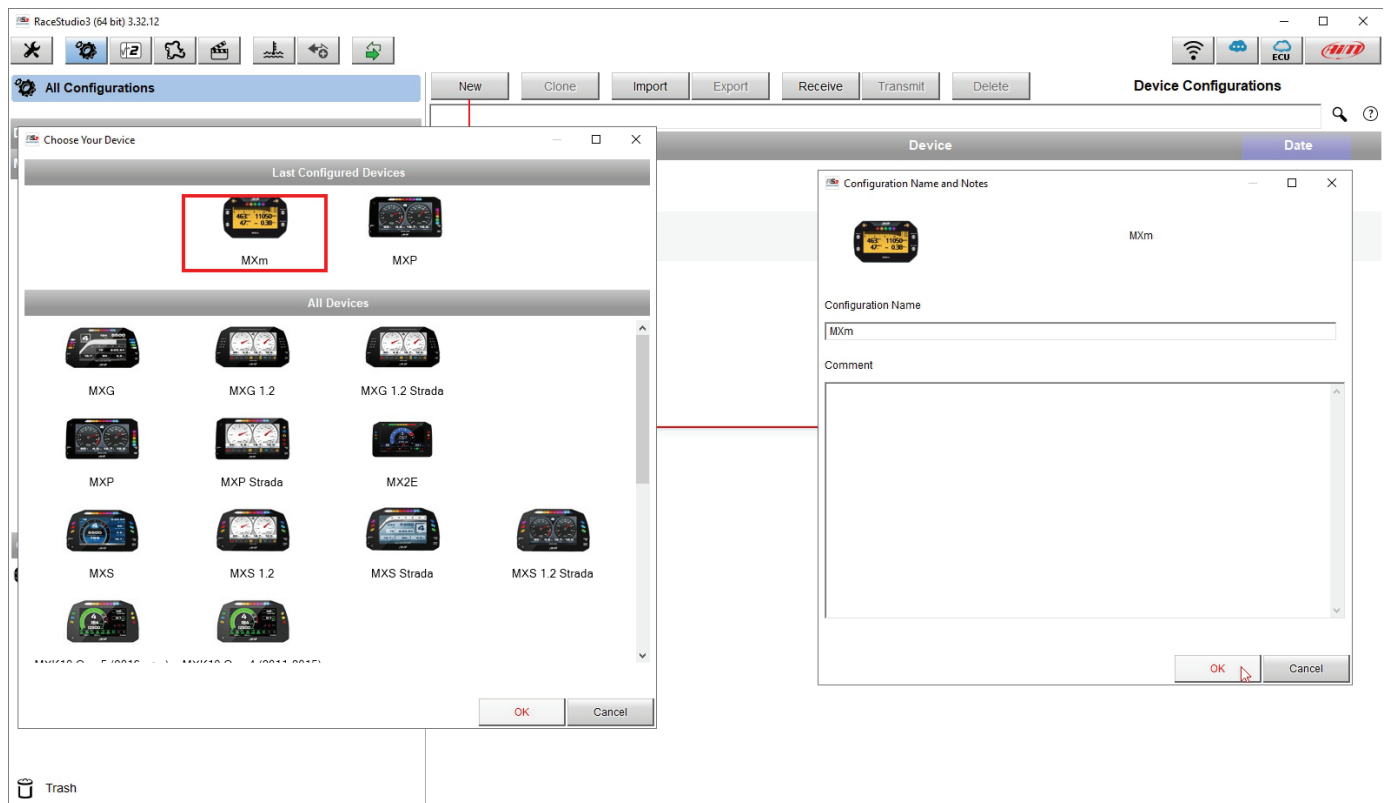 RaceStudio3 (64 bit) 3.32.12
ECU
All Configurations
New Clone Import Export Receive Transmit Delete Device Configurations
Choose Your Device
Device Date
Last Configured Devices
Configuration Name and Notes
MXm MXP
MXm
All Devices
Configuration Name
MXm
Comment
MXG MXG 1.2 MXG 1.2 Strada
MXP MXP Strada MX2E
MXS MXS 1.2 MXS Strada MXS 1.2 Strada
OK Cancel
OK Cancel
Trash